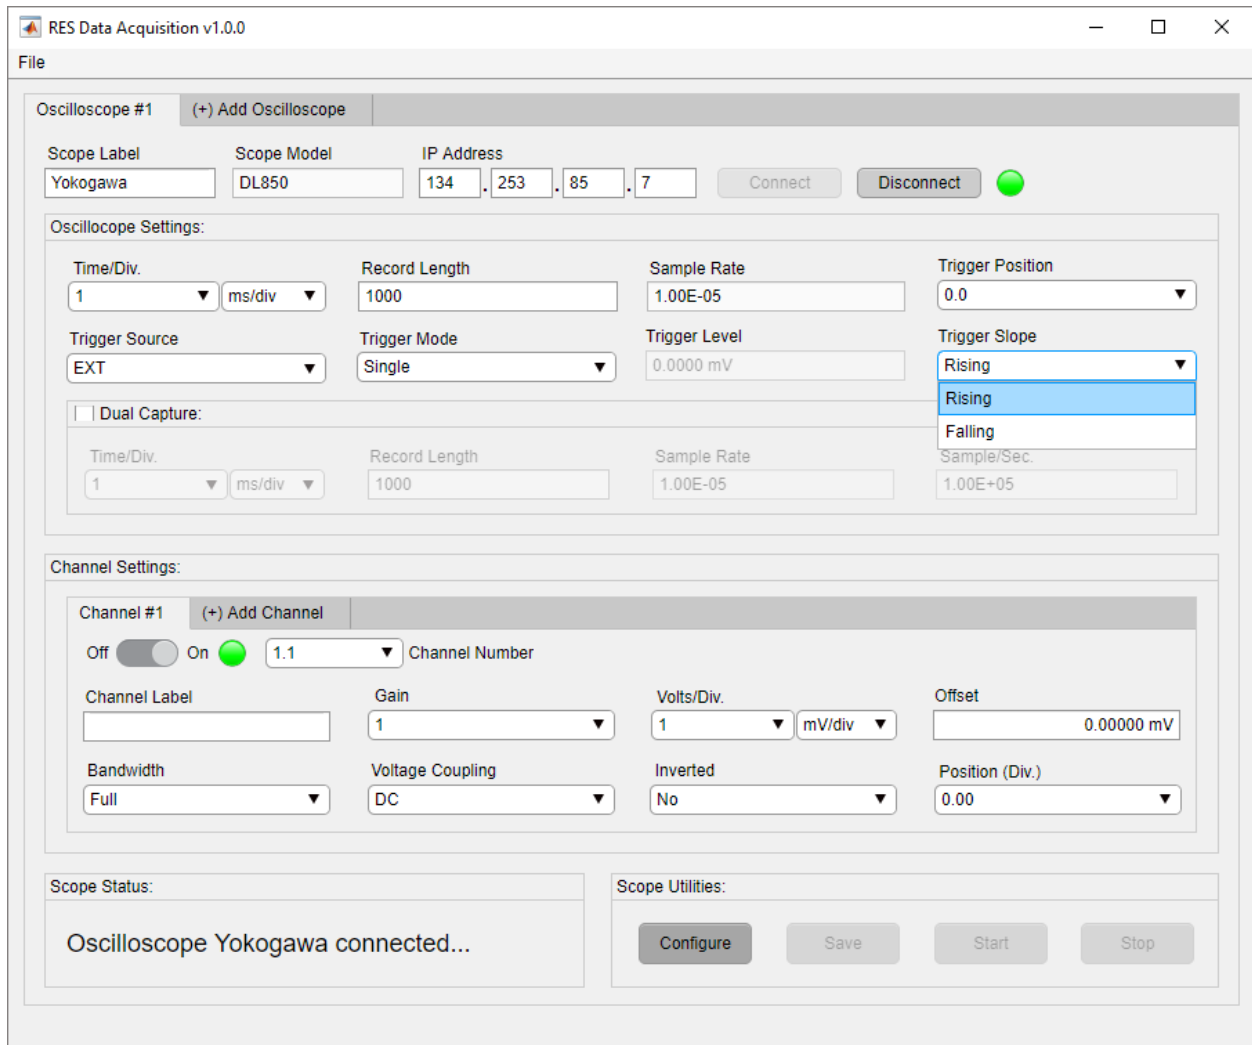 RES Data Acquisition v1.0.0
File
Oscilloscope #1 (+) Add Oscilloscope
Scope Label Scope Model IP Address
Yokogawa DL850 134 . 253 . 85 . 7 Connect Disconnect
Oscillocope Settings:
Time/Div. Record Length Sample Rate Trigger Position
1 ms/div 1000 1.00E-05 0.0
Trigger Source Trigger Mode Trigger Level Trigger Slope
EXT Single 0.0000 mV Rising
Rising
Dual Capture:
Falling
Time/Div. Record Length Sample Rate Sample/Sec.
1 ms/div 1000 1.00E-05 1.00E+05
Channel Settings:
Channel #1 (+) Add Channel
Off On 1.1 Channel Number
Channel Label Gain Volts/Div. Offset
1 1 mV/div 0.00000 mV
Bandwidth Voltage Coupling Inverted Position (Div.)
Full DC No 0.00
Scope Status: Scope Utilities:
Oscilloscope Yokogawa connected... Configure Save Start Stop